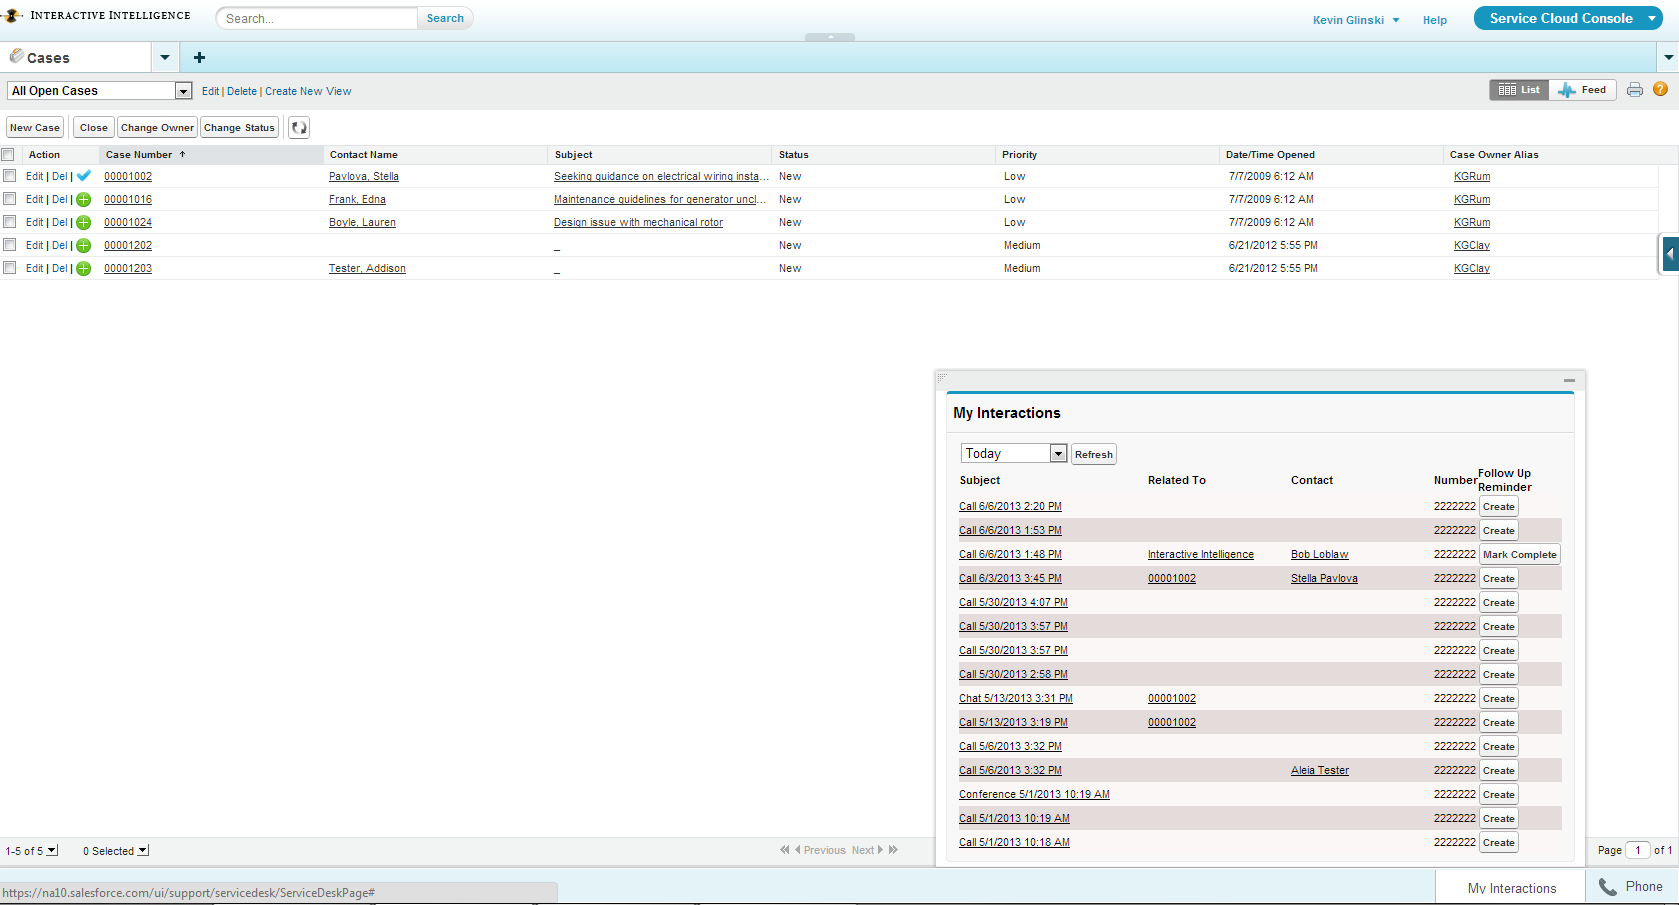 INTERACTIVE INTELLIGENCE
Search... Search
Kevin Glinski Help Service Cloud Console
Cases
All Open Cases Edit | Delete | Create New View List Feed
New Case Close Change Owner Change Status
Action Case Number Contact Name Subject Status Priority Date/Time Opened Case Owner Alias
Edit | Del | 00001002 Pavlova, Stella Seeking guidance on electrical wiring insta... New Low 7/7/2009 6:12 AM KGRum
Edit | Del | 00001016 Frank, Edna Maintenance guidelines for generator uncl... New Low 7/7/2009 6:12 AM KGRum
Edit | Del | 00001024 Boyle, Lauren Design issue with mechanical rotor New Low 7/7/2009 6:12 AM KGRum
Edit | Del | 00001202 _ New Medium 6/21/2012 5:55 PM KGClay
Edit | Del | 00001203 Tester, Addison _ New Medium 6/21/2012 5:55 PM KGClay
My Interactions
Today Refresh
Subject Related To Contact Number Follow Up
Reminder
Call 6/6/2013 2:20 PM 2222222 Create
Call 6/6/2013 1:53 PM 2222222 Create
Call 6/6/2013 1:48 PM Interactive Intelligence Bob Loblaw 2222222 Mark Complete
Call 6/3/2013 3:45 PM 00001002 Stella Pavlova 2222222 Create
Call 5/30/2013 4:07 PM 2222222 Create
Call 5/30/2013 3:57 PM 2222222 Create
Call 5/30/2013 3:57 PM 2222222 Create
Call 5/30/2013 2:58 PM 2222222 Create
Chat 5/13/2013 3:31 PM 00001002 2222222 Create
Call 5/13/2013 3:19 PM 00001002 2222222 Create
Call 5/6/2013 3:32 PM 2222222 Create
Call 5/6/2013 3:32 PM Aleia Tester 2222222 Create
Conference 5/1/2013 10:19 AM 2222222 Create
Call 5/1/2013 10:19 AM 2222222 Create
Call 5/1/2013 10:18 AM 2222222 Create
1-5 of 5 0 Selected Previous Next Page 1 of 1
https://na10.salesforce.com/ui/support/servicedesk/ServiceDeskPage#
My Interactions Phone